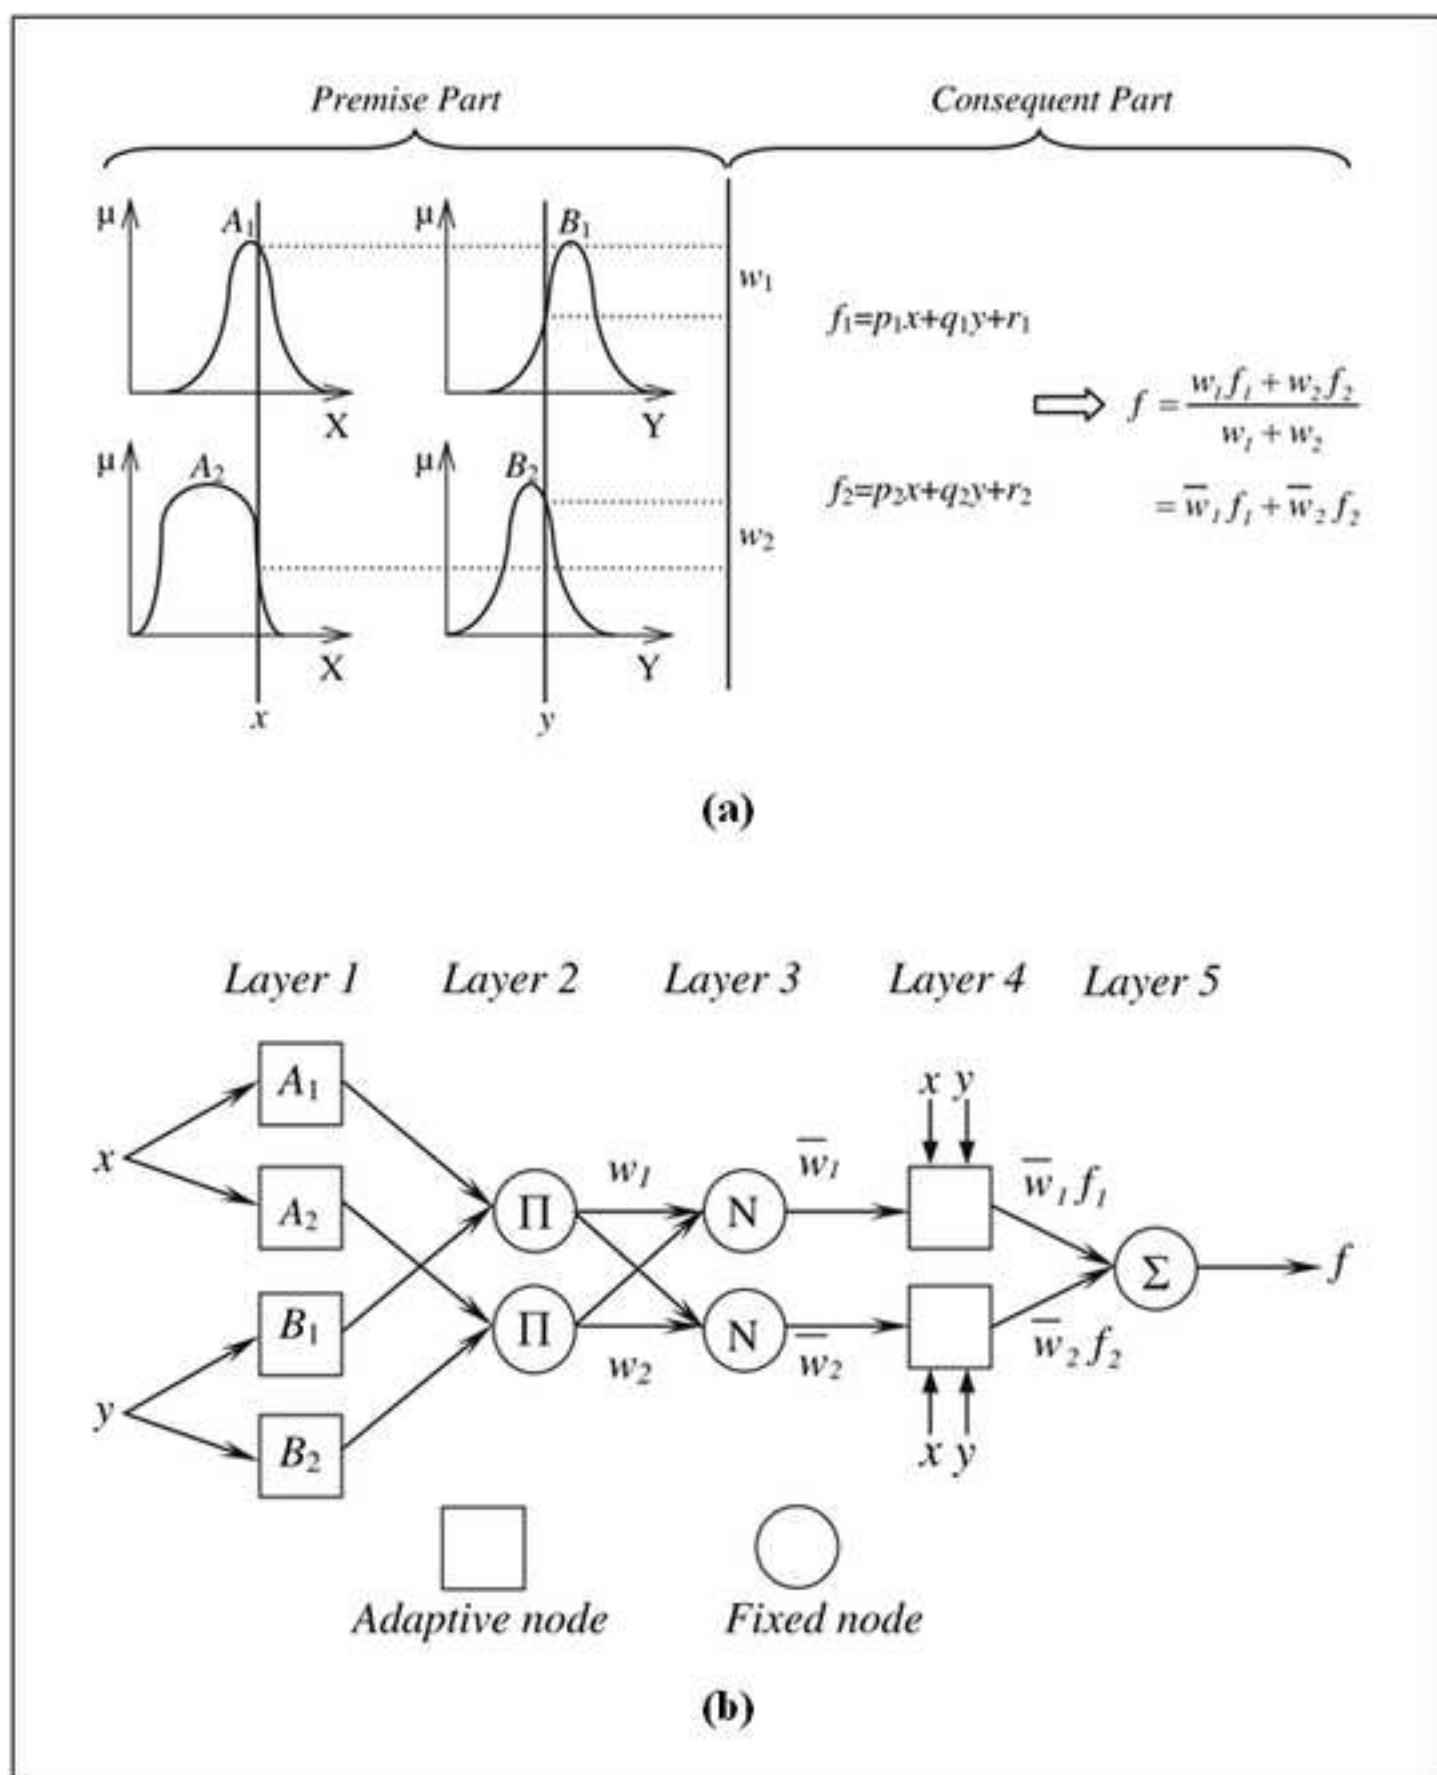 Premise Part Consequent Part
μ A₁ μ B₁
w₁
f₁=p₁x+q₁y+r₁
X Y
f = (w₁f₁ + w₂f₂) / (w₁ + w₂)
μ A₂ μ B₂
f₂=p₂x+q₂y+r₂
= w̅₁f₁ + w̅₂f₂
w₂
X Y
x y
(a)
Layer 1 Layer 2 Layer 3 Layer 4 Layer 5
A₁
x y
x
w₁ w̅₁ w̅₁f₁
A₂ Π N
Σ f
B₁ Π N
w₂ w̅₂ w̅₂f₂
y
B₂
x y
Adaptive node Fixed node
(b)